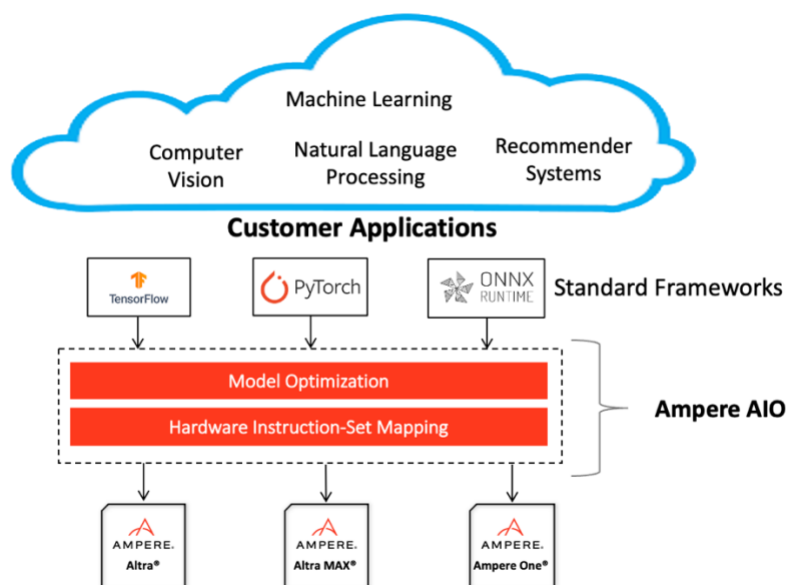 Machine Learning
Computer
Vision
Natural Language
Processing
Recommender
Systems
Customer Applications
TensorFlow
PyTorch
ONNX
RUNTIME
Standard Frameworks
Model Optimization
Hardware Instruction-Set Mapping
Ampere AIO
AMPERE.
Altra®
AMPERE.
Altra MAX®
AMPERE.
Ampere One®